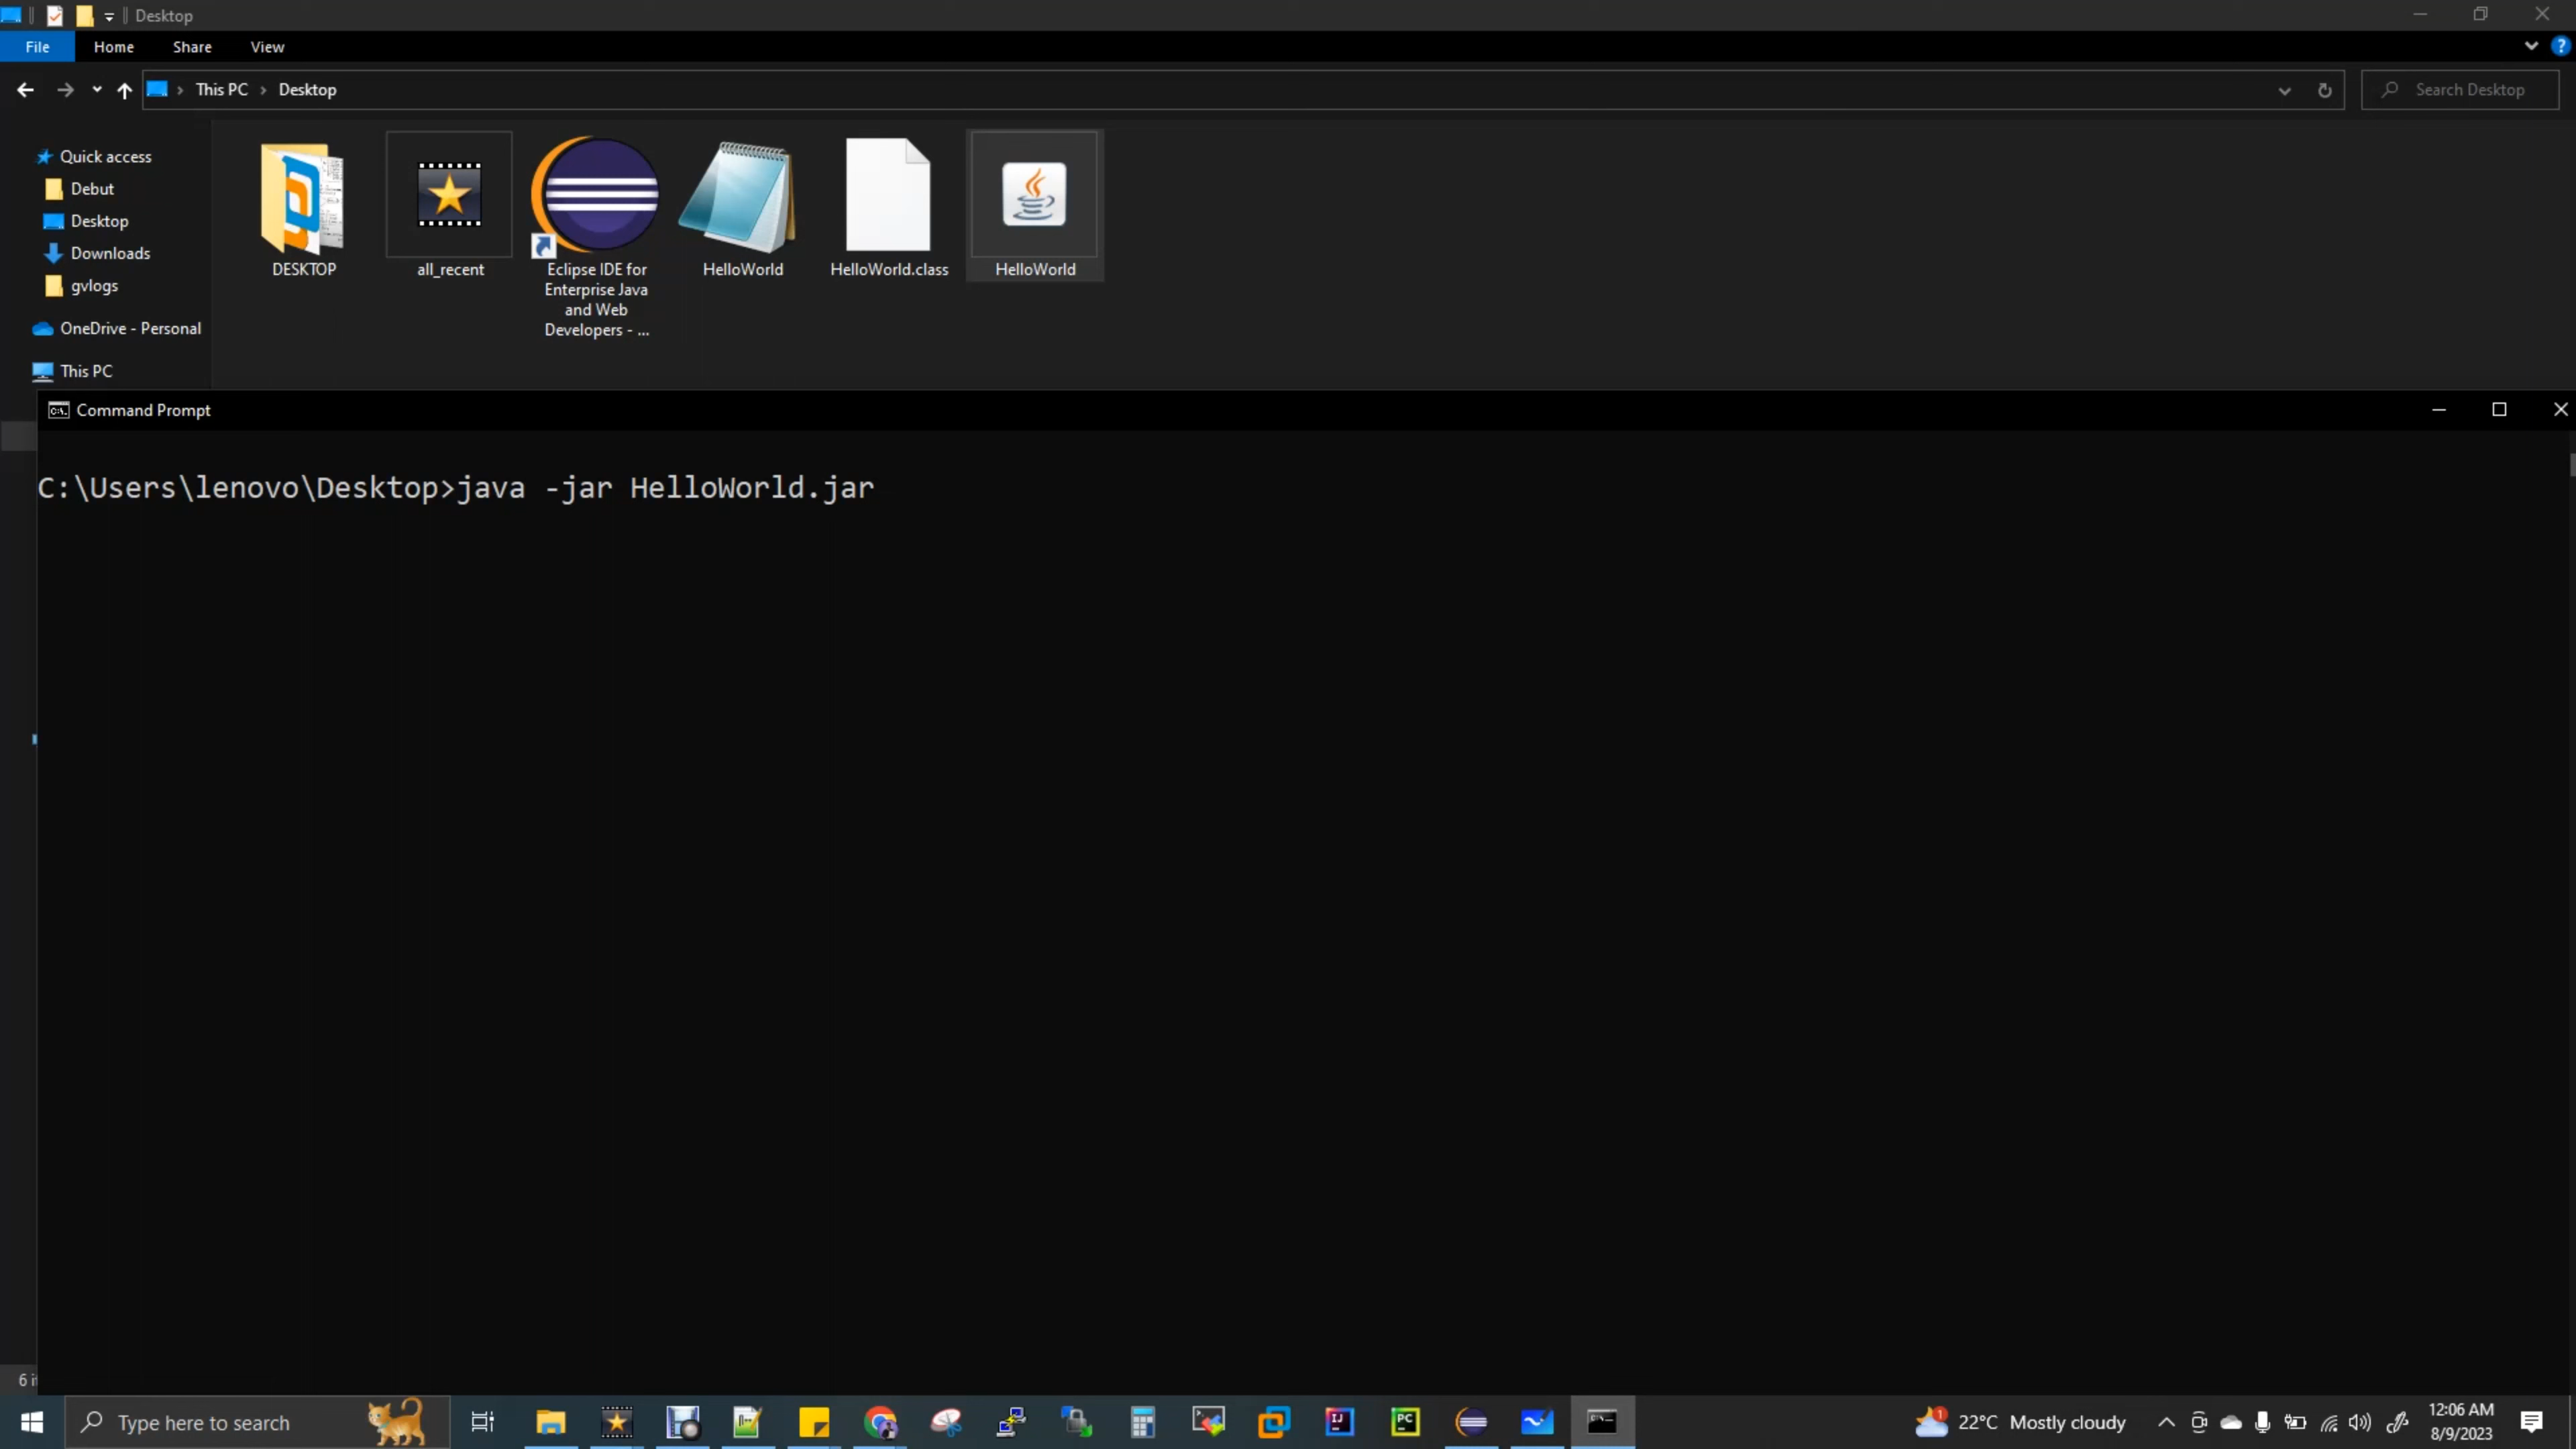 Desktop
File Home Share View
This PC > Desktop
Search Desktop
Quick access
Debut
Desktop
Downloads
gvlogs
OneDrive - Personal
This PC
DESKTOP
all_recent
Eclipse IDE for
Enterprise Java
and Web
Developers - ...
HelloWorld
HelloWorld.class
HelloWorld
Command Prompt
C:\Users\lenovo\Desktop>java -jar HelloWorld.jar
Type here to search
22°C Mostly cloudy
12:06 AM
8/9/2023